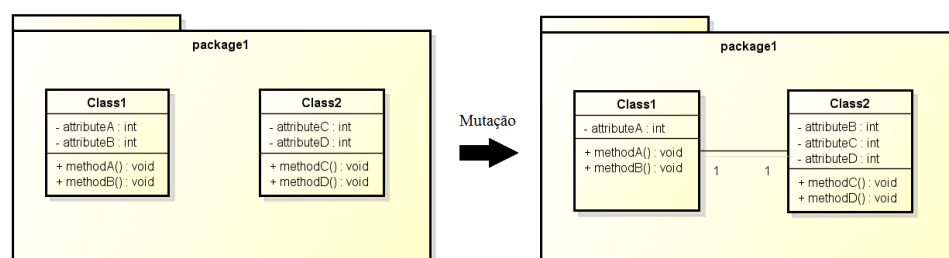 package1
Class1
- attributeA : int
- attributeB : int
+ methodA() : void
+ methodB() : void
Class2
- attributeC : int
- attributeD : int
+ methodC() : void
+ methodD() : void
Mutação
package1
Class1
- attributeA : int
+ methodA() : void
+ methodB() : void
1 1
Class2
- attributeB : int
- attributeC : int
- attributeD : int
+ methodC() : void
+ methodD() : void